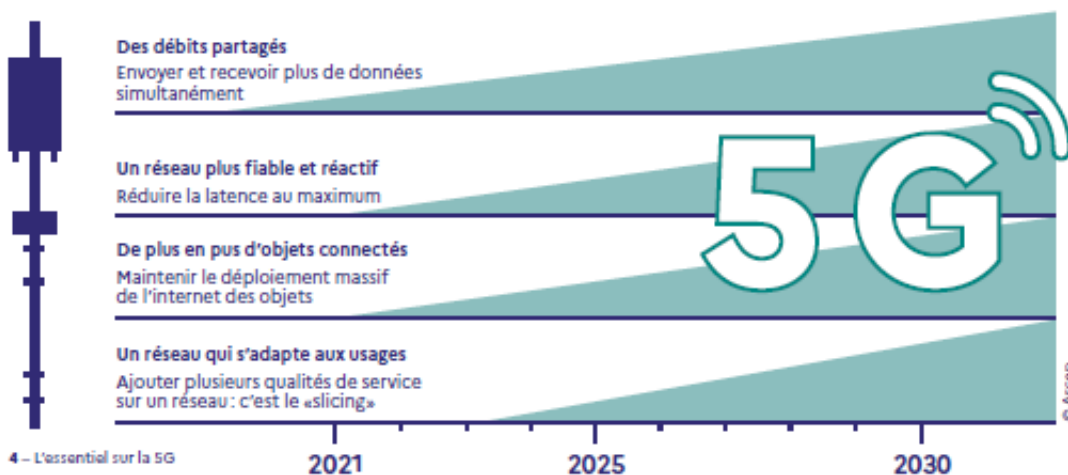 Des débits partagés
Envoyer et recevoir plus de données
simultanément
Un réseau plus fiable et réactif
Réduire la latence au maximum
5G
De plus en pus d'objets connectés
Maintenir le déploiement massif
de l'internet des objets
Un réseau qui s'adapte aux usages
Ajouter plusieurs qualités de service
sur un réseau : c'est le «slicing»
© Arcep
4 – L'essentiel sur la 5G
2021
2025
2030